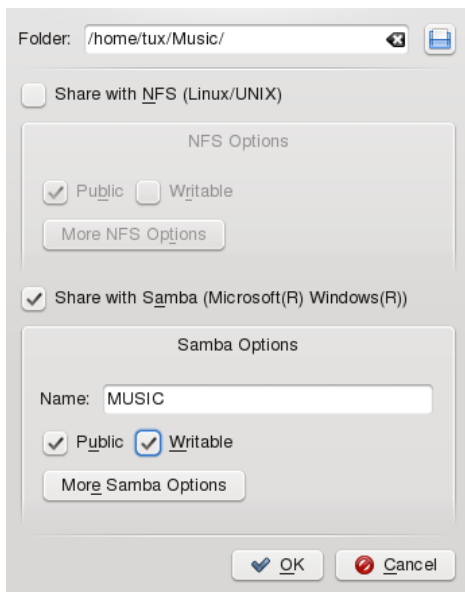 Folder: /home/tux/Music/
Share with NFS (Linux/UNIX)
NFS Options
Public Writable
More NFS Options
Share with Samba (Microsoft(R) Windows(R))
Samba Options
Name: MUSIC
Public Writable
More Samba Options
OK Cancel